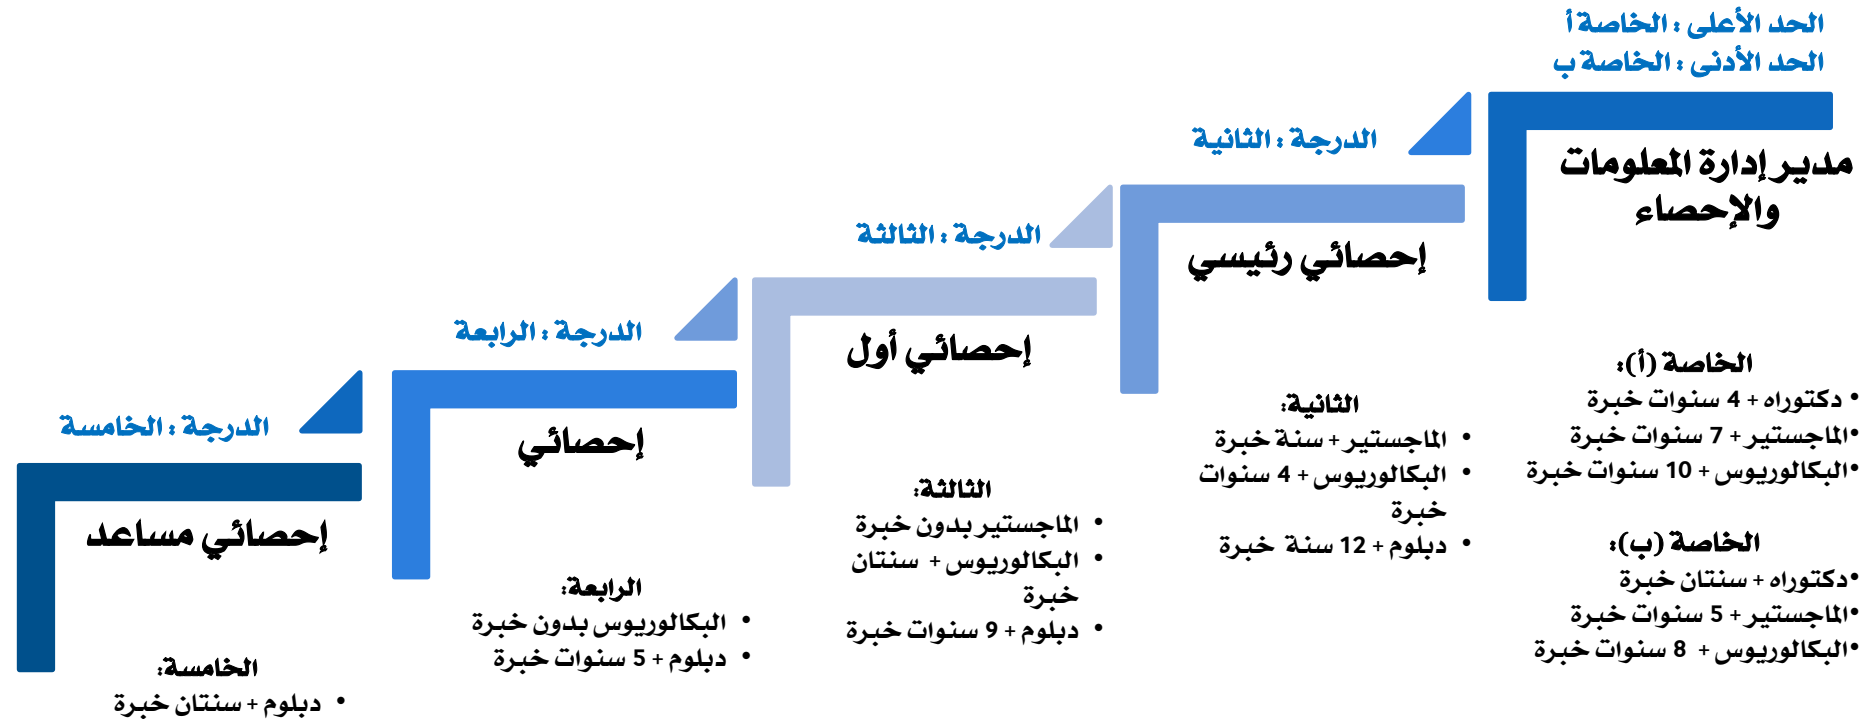 الحد الأعلى : الخاصة أ
الحد الأدنى : الخاصة ب
مدير إدارة المعلومات
والإحصاء
الخاصة (أ):
• دكتوراه + 4 سنوات خبرة
•الماجستير + 7 سنوات خبرة
•البكالوريوس + 10 سنوات خبرة
الخاصة (ب):
•دكتوراه + سنتان خبرة
•الماجستير + 5 سنوات خبرة
•البكالوريوس + 8 سنوات خبرة
الدرجة : الثانية
إحصائي رئيسي
الثانية:
• الماجستير + سنة خبرة
• البكالوريوس + 4 سنوات
خبرة
• دبلوم + 12 سنة خبرة
الدرجة : الثالثة
إحصائي أول
الثالثة:
• الماجستير بدون خبرة
• البكالوريوس + سنتان
خبرة
• دبلوم + 9 سنوات خبرة
الدرجة : الرابعة
إحصائي
الرابعة:
• البكالوريوس بدون خبرة
• دبلوم + 5 سنوات خبرة
الدرجة : الخامسة
إحصائي مساعد
الخامسة:
• دبلوم + سنتان خبرة